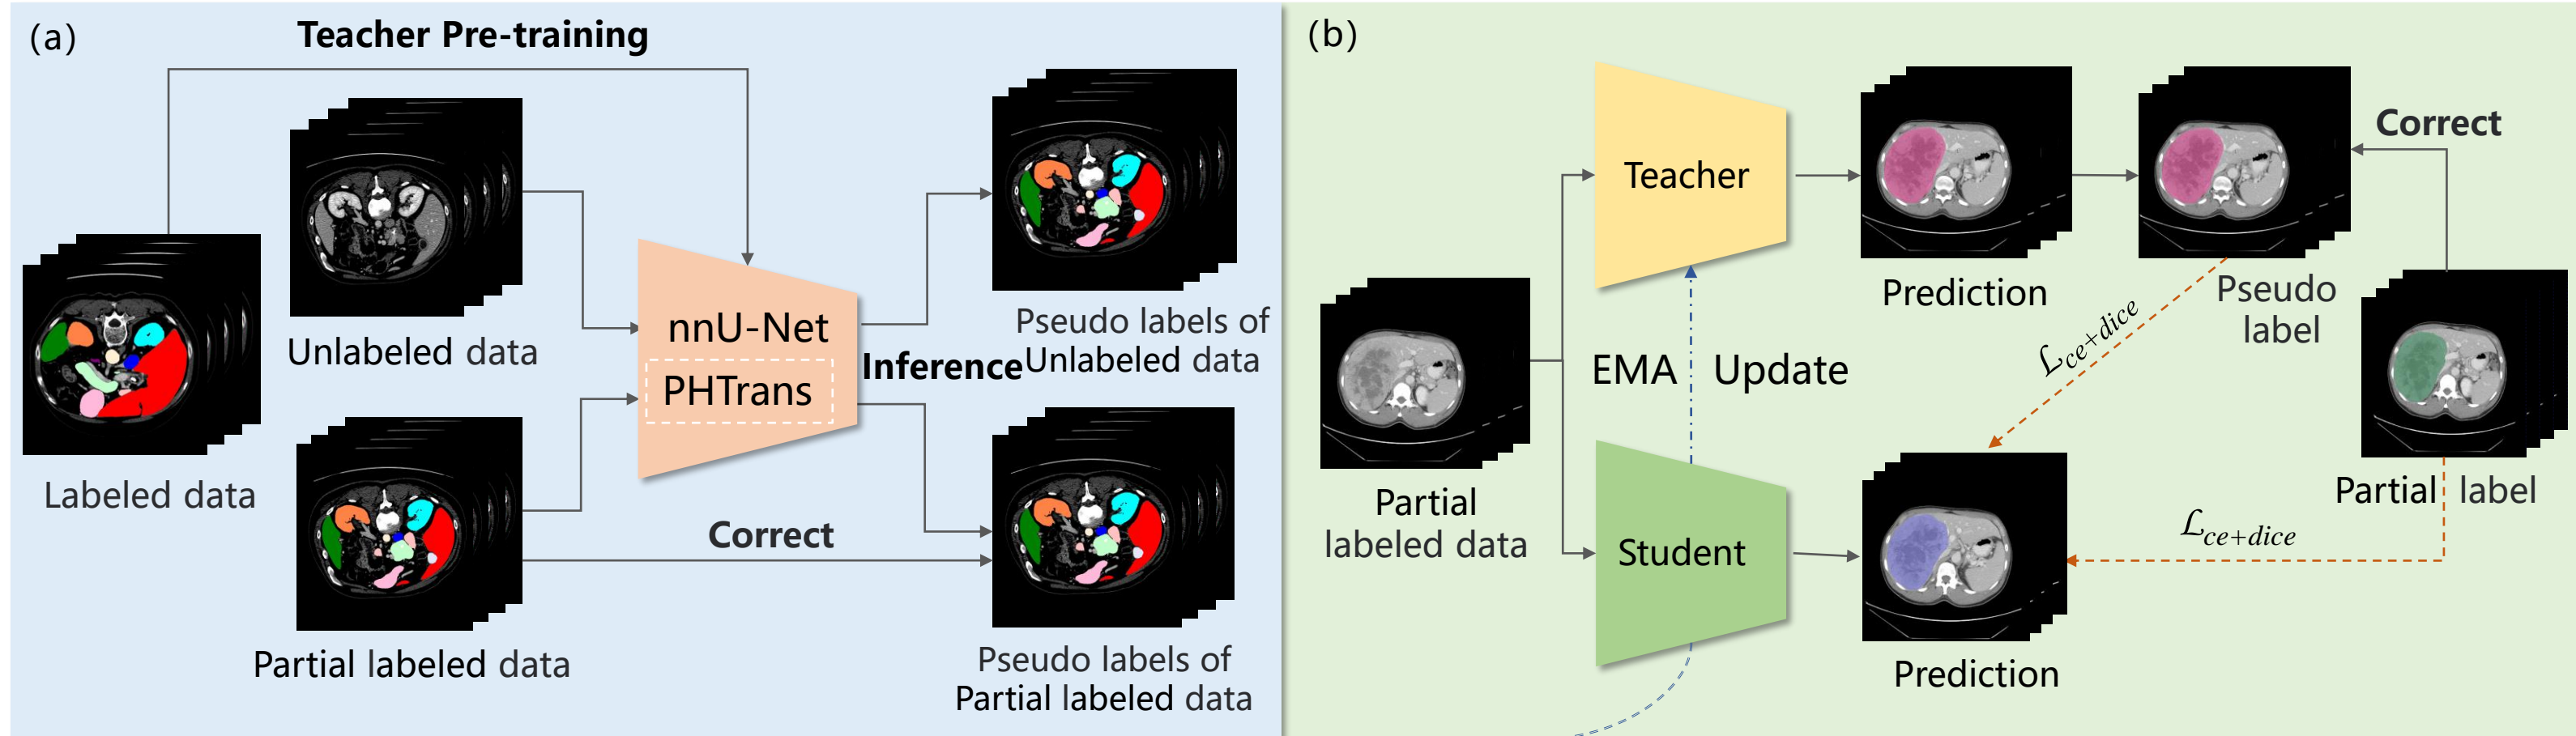 (a)
Teacher Pre-training
Unlabeled data
Labeled data
Partial labeled data
nnU-Net
PHTrans
Inference
Correct
Pseudo labels of
Unlabeled data
Pseudo labels of
Partial labeled data
(b)
Partial
labeled data
Teacher
EMA Update
Student
Prediction
Pseudo
label
Correct
Partial label
ℒce+dice
ℒce+dice
Prediction